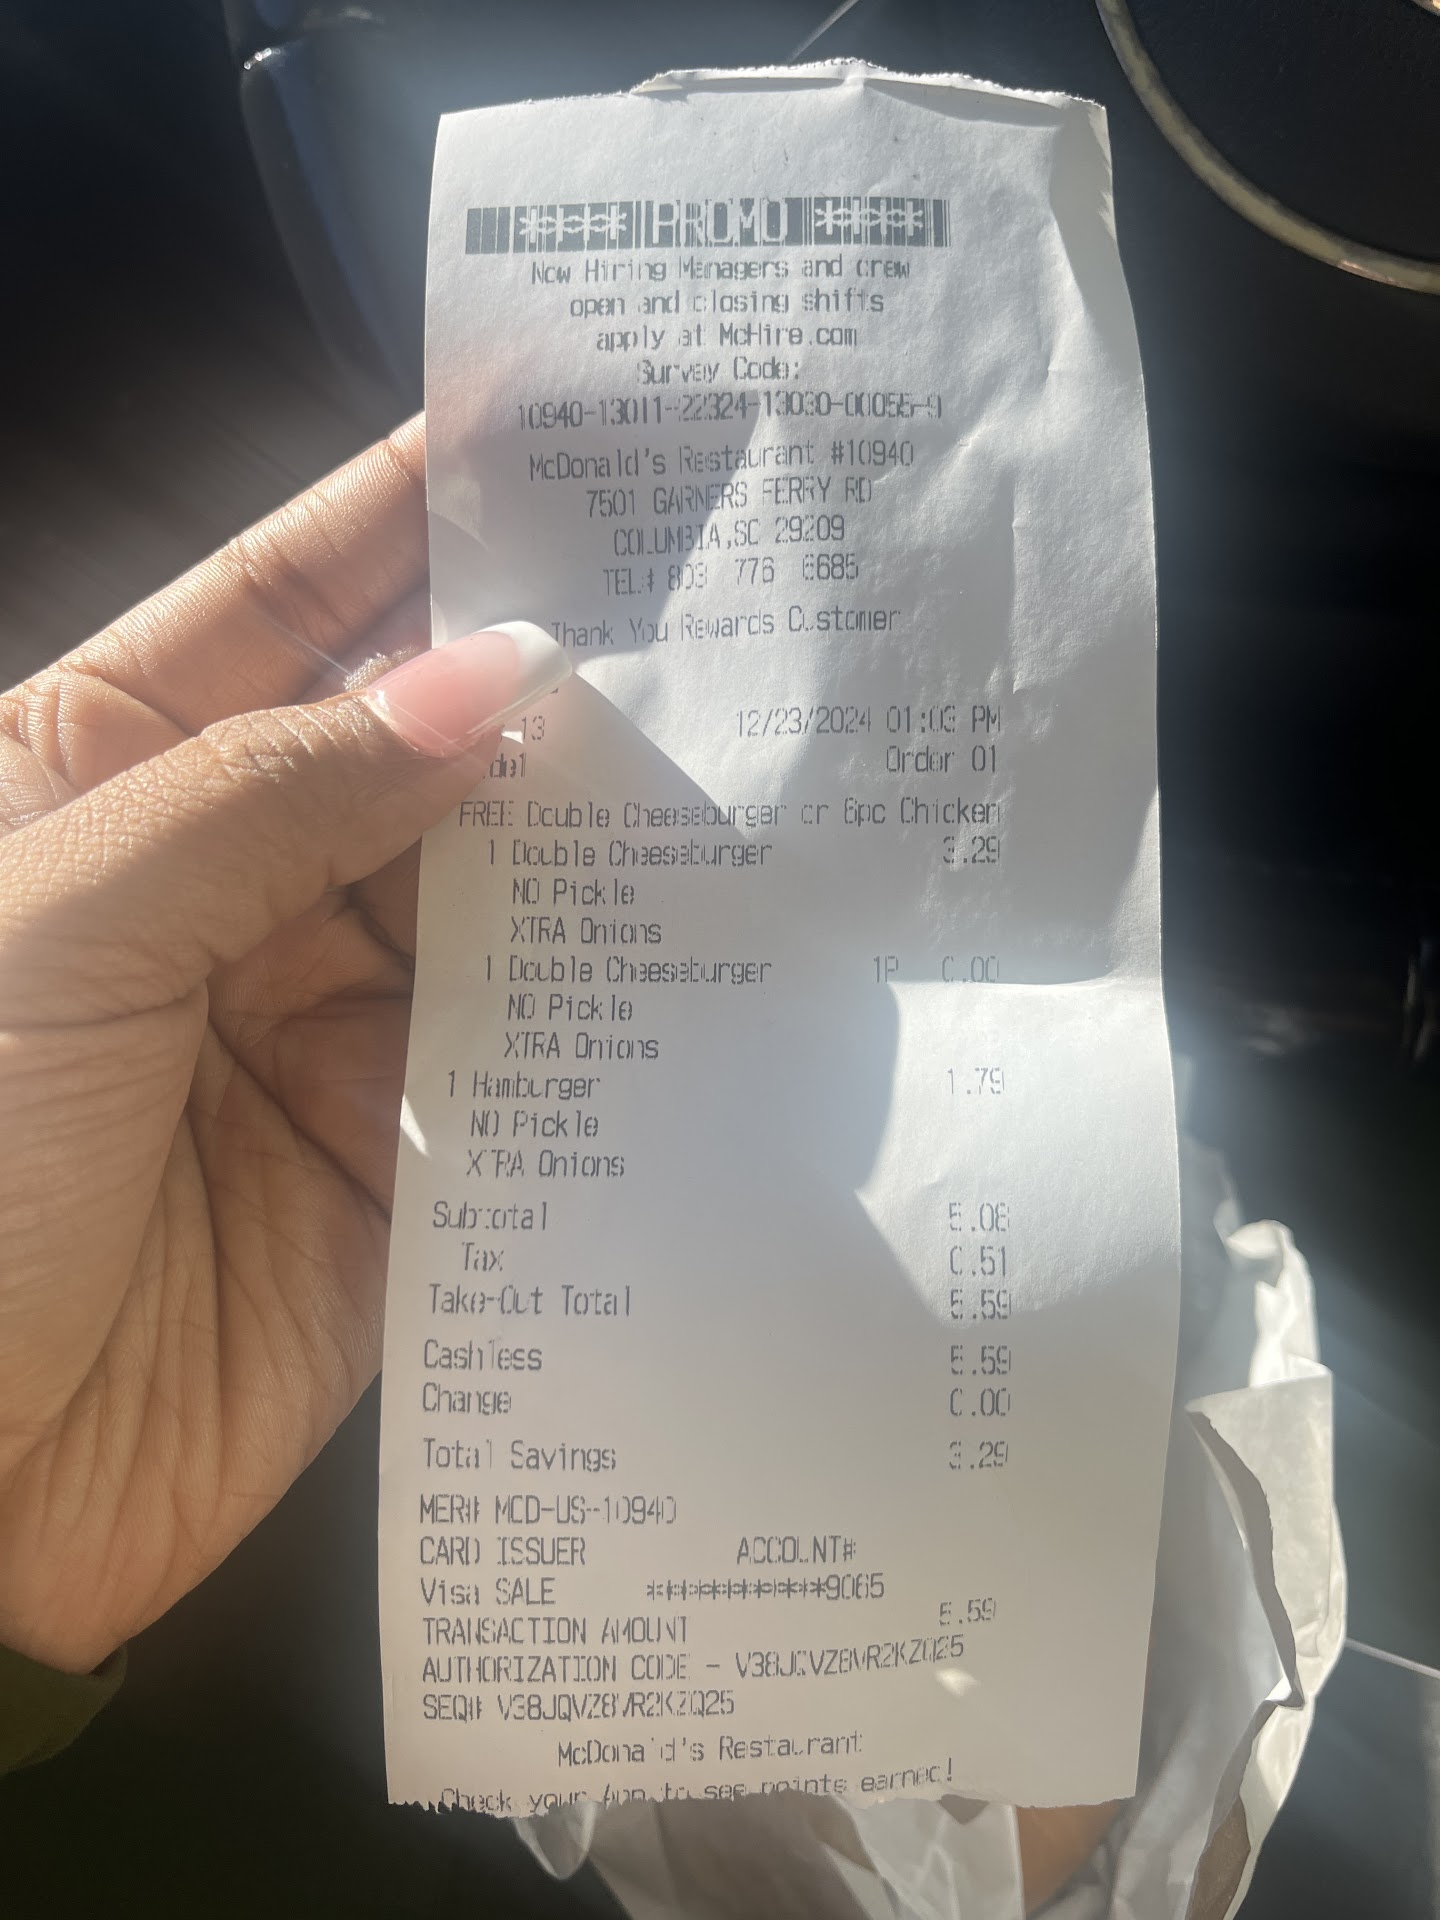 **** PROMO ****
Now Hiring Managers and crew
open and closing shifts
apply at McHire.com
Survey Code:
10940-13011-22324-13030-00055-9
McDonald's Restaurant #10940
7501 GARNERS FERRY RD
COLUMBIA,SC 29209
TEL# 803 776 6685
Thank You Rewards Customer
13 12/23/2024 01:03 PM
Order 01
FREE Double Cheeseburger or 6pc Chicken
1 Double Cheeseburger 3.29
NO Pickle
XTRA Onions
1 Double Cheeseburger 1P 0.00
NO Pickle
XTRA Onions
1 Hamburger 1.79
NO Pickle
XTRA Onions
Subtotal 5.08
Tax 0.51
Take-Out Total 5.59
Cashless 5.59
Change 0.00
Total Savings 3.29
MER# MCD-US-10940
CARD ISSUER ACCOUNT#
Visa SALE ************9065
TRANSACTION AMOUNT 5.59
AUTHORIZATION CODE - V38JQVZ8VR2KZQ25
SEQ# V38JQVZ8VR2KZQ25
McDonald's Restaurant
Check your App to see points earned!